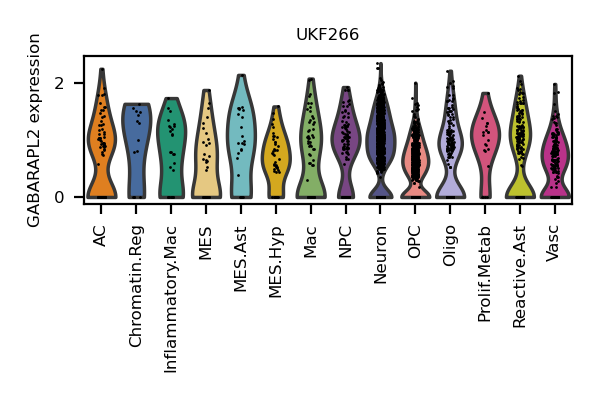 UKF266
GABARAPL2 expression
2
0
AC
Chromatin.Reg
Inflammatory.Mac
MES
MES.Ast
MES.Hyp
Mac
NPC
Neuron
OPC
Oligo
Prolif.Metab
Reactive.Ast
Vasc